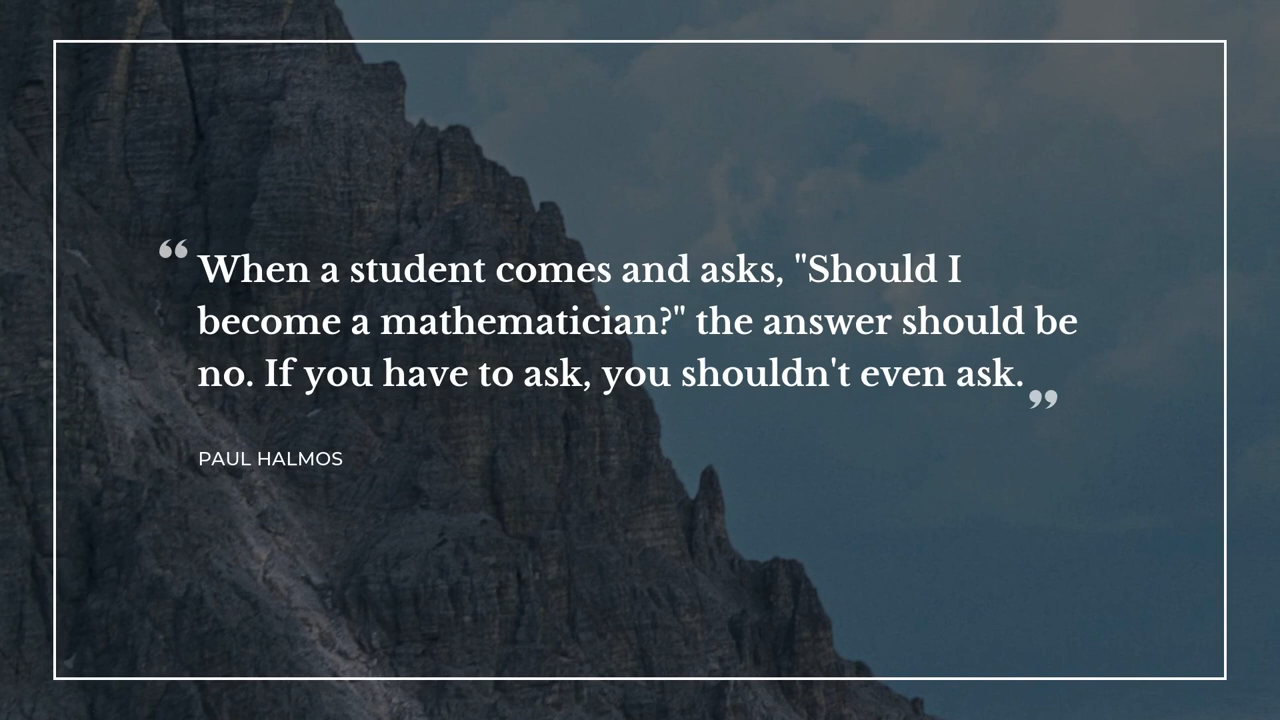 “ When a student comes and asks, "Should I
become a mathematician?" the answer should be
no. If you have to ask, you shouldn't even ask. ”
PAUL HALMOS